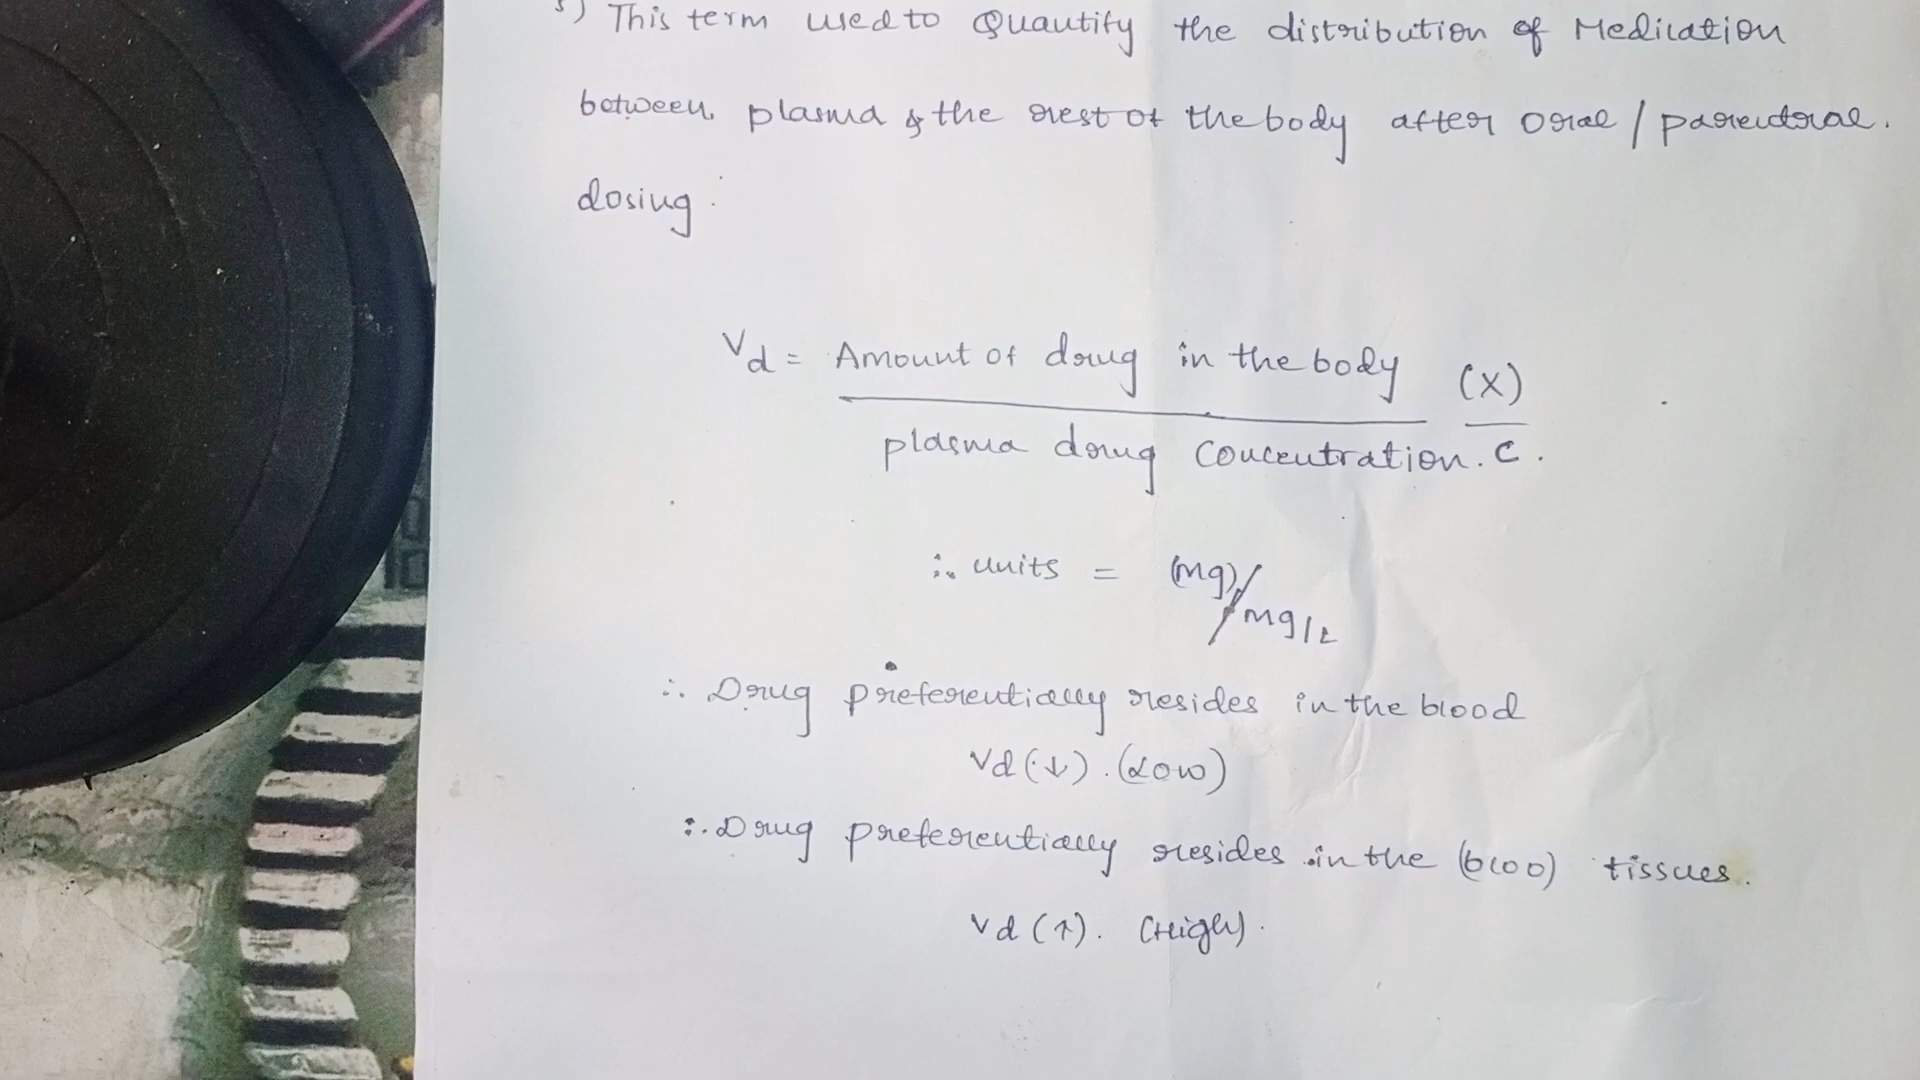 5) This term used to Quantify the distribution of Medication
between plasma & the rest of the body after oral / parenteral.
dosing.
Vd = Amount of drug in the body (X)
plasma drug concentration. C.
∴ units = (mg)/mg/L
∴ Drug preferentially resides in the blood
Vd (↓). (Low)
∴ Drug preferentially resides in the (bloo) tissues.
Vd (↑). (High).